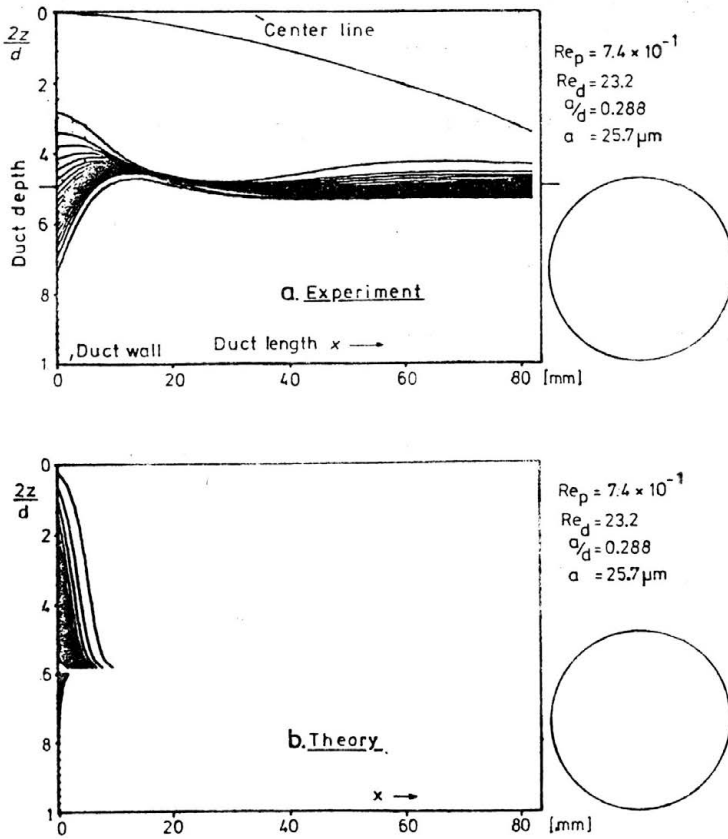 0
2z/d
2
4
6
8
1
Duct depth
Center line
a. Experiment
Duct wall
Duct length x →
0
20
40
60
80
[mm]
Re_p = 7.4 × 10⁻¹
Re_d = 23.2
a/d = 0.288
a = 25.7 μm
0
2z/d
2
4
.6
8
1
b. Theory
x →
0
20
40
60
80
[mm]
Re_p = 7.4 × 10⁻¹
Re_d = 23.2
a/d = 0.288
a = 25.7 μm